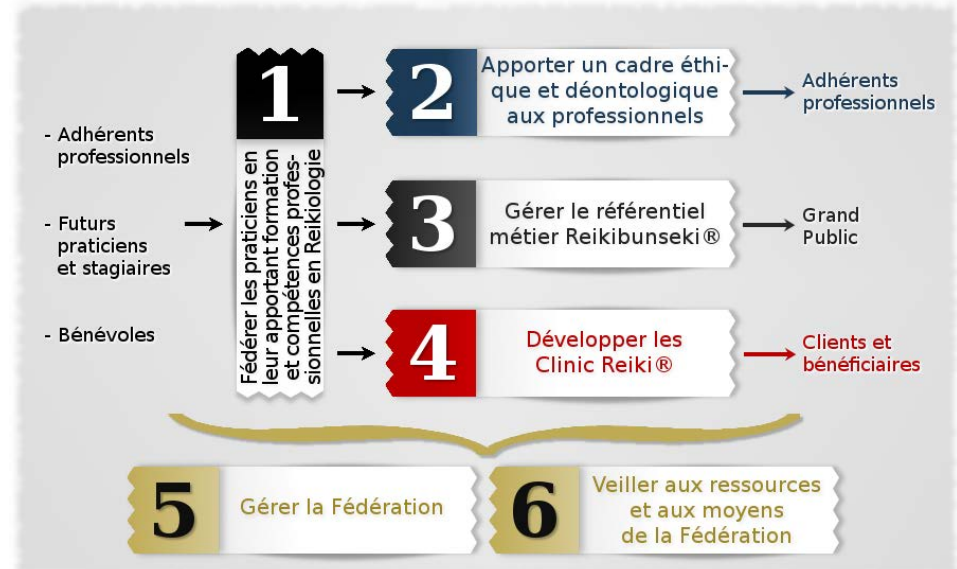 - Adhérents
professionnels
- Futurs
praticiens
et stagiaires
- Bénévoles
1
Fédérer les praticiens en
leur apportant formation
et compétences profes-
sionnelles en Reikiologie
2
Apporter un cadre éthi-
que et déontologique
aux professionnels
Adhérents
professionnels
3
Gérer le référentiel
métier Reikibunseki®
Grand
Public
4
Développer les
Clinic Reiki®
Clients et
bénéficiaires
5
Gérer la Fédération
6
Veiller aux ressources
et aux moyens
de la Fédération